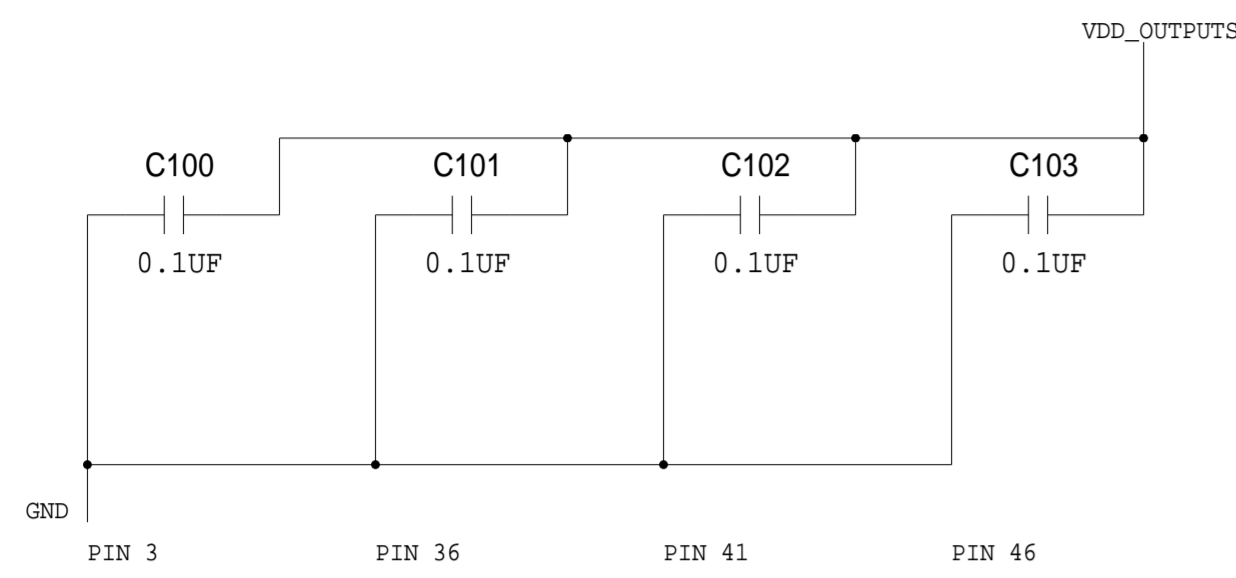 VDD_OUTPUTS
C100 C101 C102 C103
0.1UF 0.1UF 0.1UF 0.1UF
GND
PIN 3 PIN 36 PIN 41 PIN 46